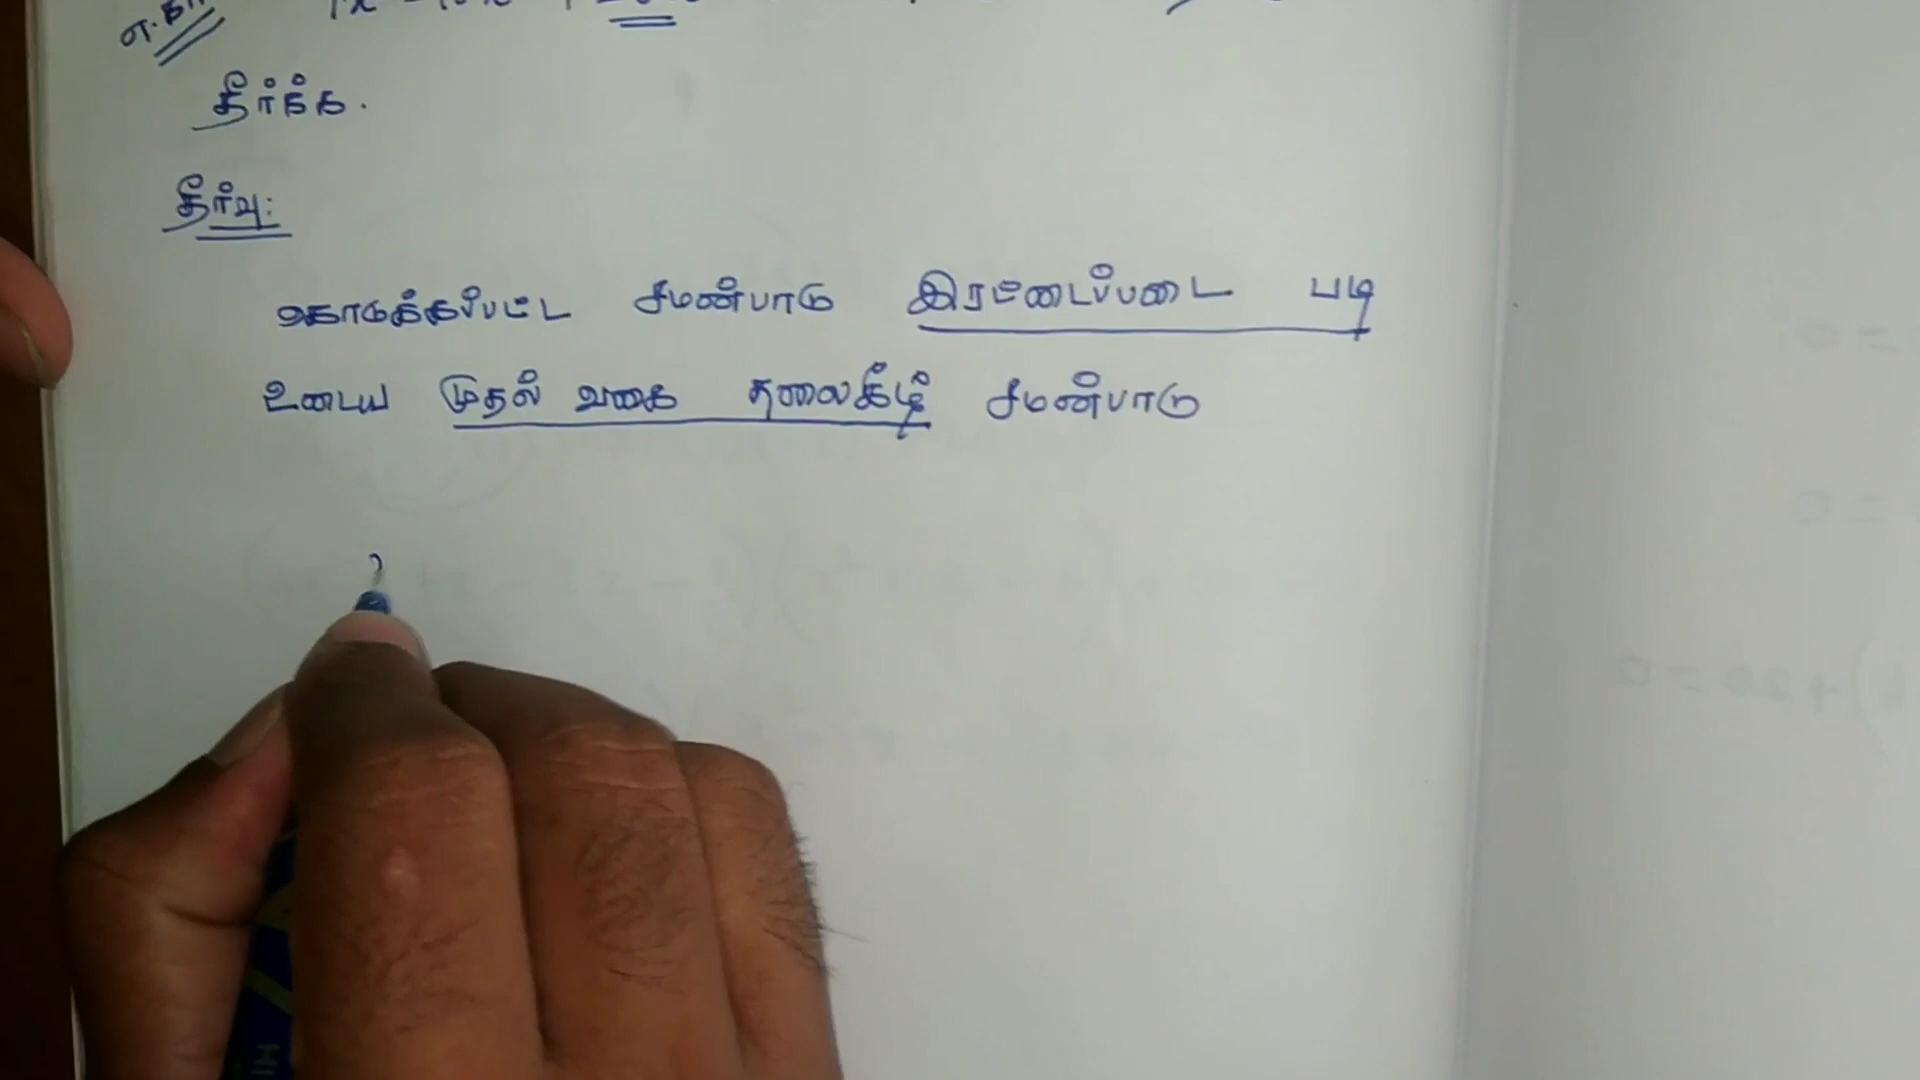 எ.கா
தீர்க்க.
தீர்வு:
கொடுக்கப்பட்ட சமன்பாடு இரட்டைப்படை படி
உடைய முதல் வகை தலைகீழ் சமன்பாடு